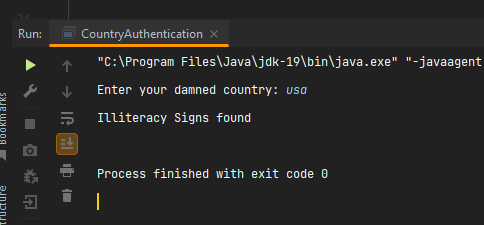 Run:
CountryAuthentication
"C:\Program Files\Java\jdk-19\bin\java.exe" "-javaagent
Enter your damned country: usa
Illiteracy Signs found
Process finished with exit code 0
Bookmarks